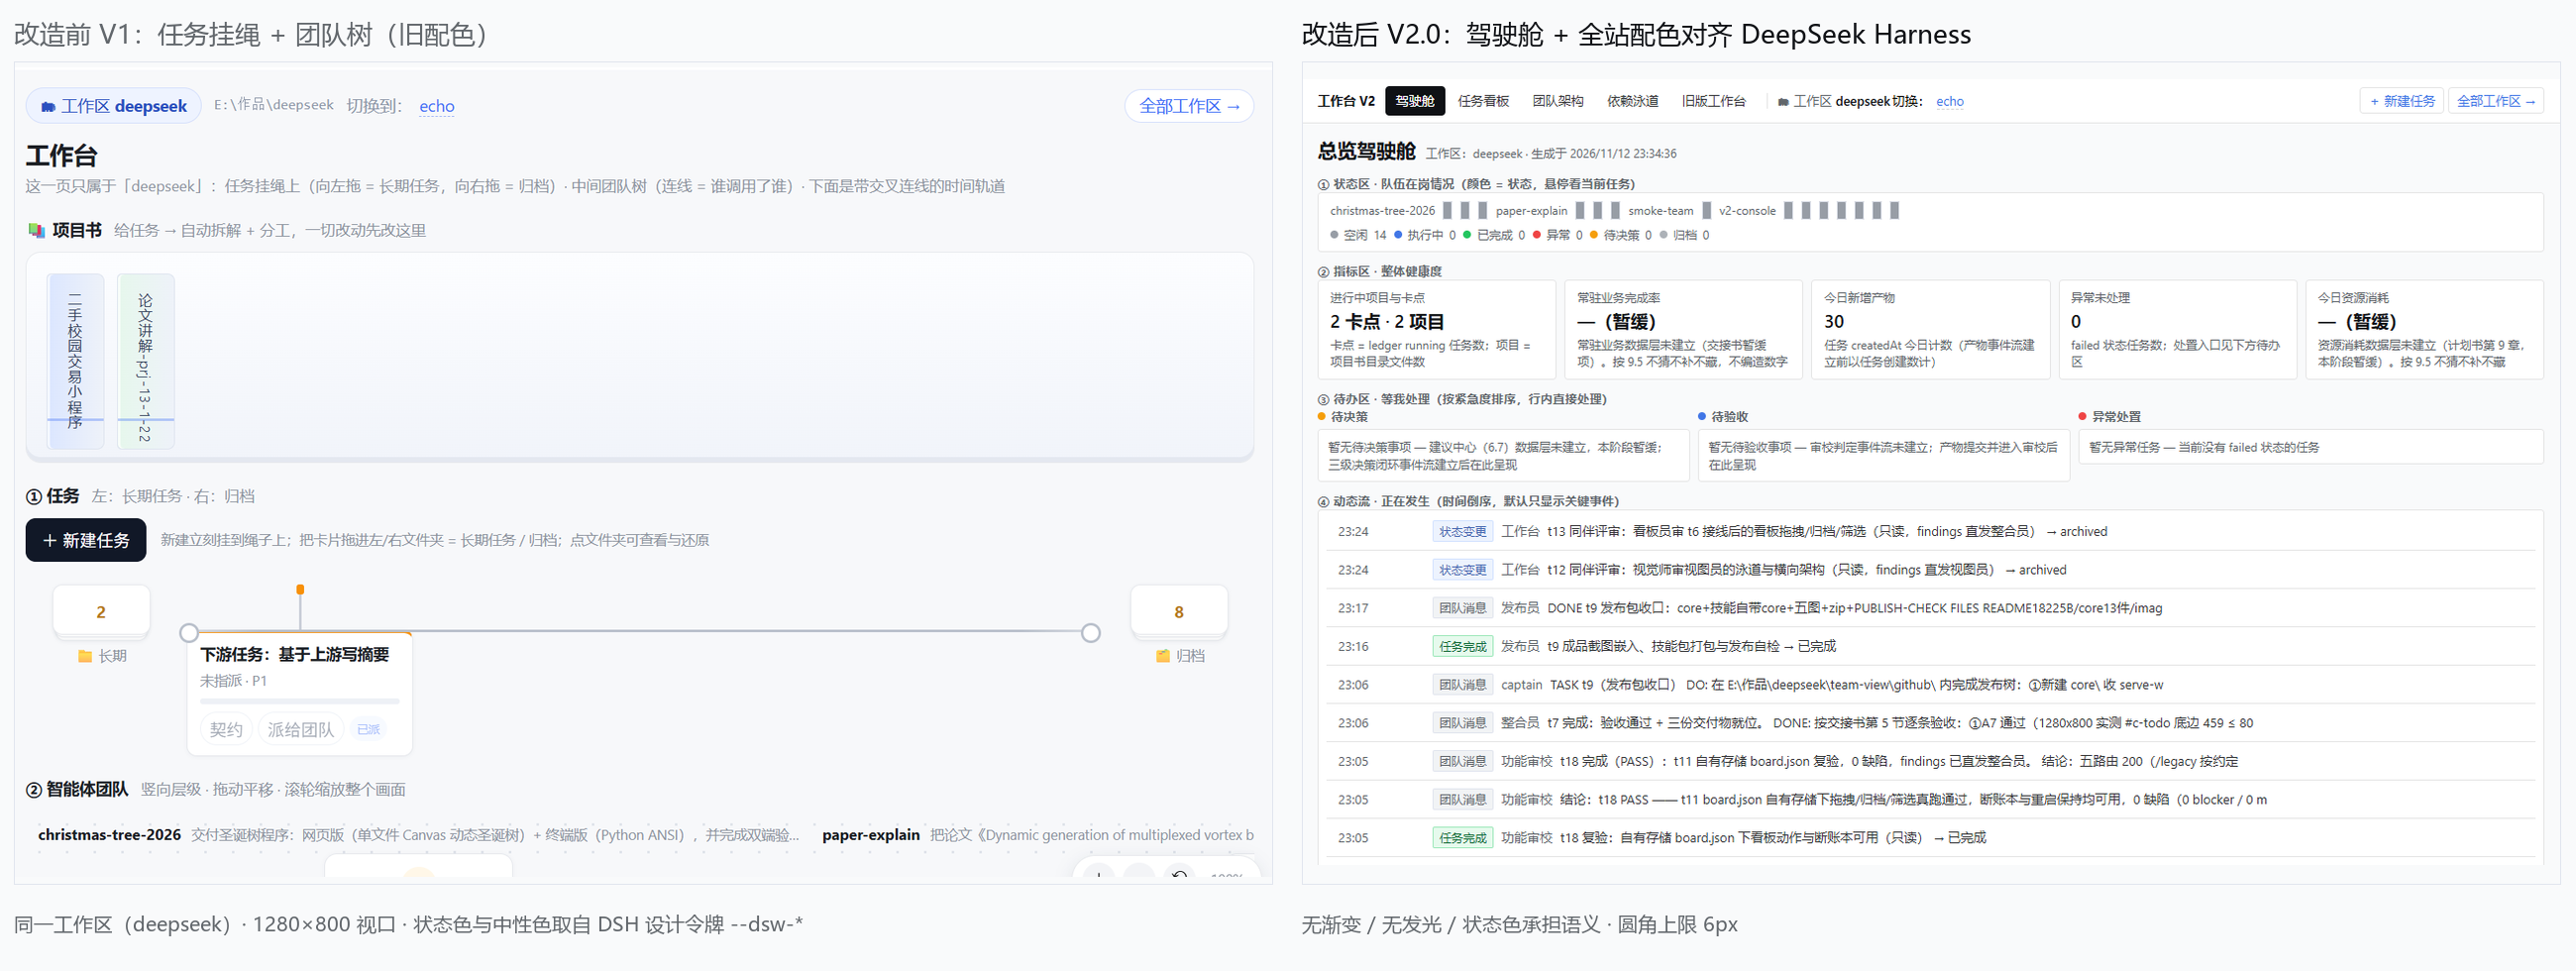 改造前 V1：任务挂绳 + 团队树（旧配色）
工作区 deepseek E:\作品\deepseek 切换到： echo 全部工作区 →
工作台
这一页只属于「deepseek」：任务挂绳上（向左拖 = 长期任务，向右拖 = 归档）· 中间团队树（连线 = 谁调用了谁）· 下面是带交叉连线的时间轨道
项目书 给任务 → 自动拆解 + 分工，一切改动先改这里
二手校园交易小程序
论文讲解-prj-13-1-22
① 任务 左：长期任务 · 右：归档
＋ 新建任务 新建立刻挂到绳子上；把卡片拖进左/右文件夹 = 长期任务 / 归档；点文件夹可查看与还原
2
长期
8
归档
下游任务：基于上游写摘要
未指派 · P1
契约 派给团队 已派
② 智能体团队 竖向层级 · 拖动平移 · 滚轮缩放整个画面
christmas-tree-2026 交付圣诞树程序：网页版（单文件 Canvas 动态圣诞树）+ 终端版（Python ANSI），并完成双端验... paper-explain 把论文《Dynamic generation of multiplexed vortex b
同一工作区（deepseek）· 1280×800 视口 · 状态色与中性色取自 DSH 设计令牌 --dsw-*
改造后 V2.0：驾驶舱 + 全站配色对齐 DeepSeek Harness
工作台 V2 驾驶舱 任务看板 团队架构 依赖泳道 旧版工作台 工作区 deepseek切换： echo ＋ 新建任务 全部工作区 →
总览驾驶舱 工作区：deepseek · 生成于 2026/11/12 23:34:36
① 状态区 · 队伍在岗情况（颜色 = 状态，悬停看当前任务）
christmas-tree-2026 paper-explain smoke-team v2-console
空闲 14 执行中 0 已完成 0 异常 0 待决策 0 归档 0
② 指标区 · 整体健康度
进行中项目与卡点
2 卡点 · 2 项目
卡点 = ledger running 任务数；项目 =
项目书目录文件数
常驻业务完成率
—（暂缓）
常驻业务数据层未建立（交接书暂缓
项）。按 9.5 不猜不补不藏，不编造数字
今日新增产物
30
任务 createdAt 今日计数（产物事件流建
立前以任务创建数计）
异常未处理
0
failed 状态任务数；处置入口见下方待办
区
今日资源消耗
—（暂缓）
资源消耗数据层未建立（计划书第 9 章，
本阶段暂缓）。按 9.5 不猜不补不藏
③ 待办区 · 等我处理（按紧急度排序，行内直接处理）
待决策
暂无待决策事项 — 建议中心（6.7）数据层未建立，本阶段暂缓；
三级决策闭环事件流建立后在此呈现
待验收
暂无待验收事项 — 审校判定事件流未建立；产物提交并进入审校后
在此呈现
异常处置
暂无异常任务 — 当前没有 failed 状态的任务
④ 动态流 · 正在发生（时间倒序，默认只显示关键事件）
23:24 状态变更 工作台 t13 同伴评审：看板员审 t6 接线后的看板拖拽/归档/筛选（只读，findings 直发整合员） → archived
23:24 状态变更 工作台 t12 同伴评审：视觉师审视图员的泳道与横向架构（只读，findings 直发视图员） → archived
23:17 团队消息 发布员 DONE t9 发布包收口：core+技能自带core+五图+zip+PUBLISH-CHECK FILES README18225B/core13件/imag
23:16 任务完成 发布员 t9 成品截图嵌入、技能包打包与发布自检 → 已完成
23:06 团队消息 captain TASK t9（发布包收口） DO: 在 E:\作品\deepseek\team-view\github\ 内完成发布树：①新建 core\ 收 serve-w
23:06 团队消息 整合员 t7 完成：验收通过 + 三份交付物就位。 DONE: 按交接书第 5 节逐条验收：①A7 通过（1280x800 实测 #c-todo 底边 459 ≤ 80
23:05 团队消息 功能审校 t18 完成（PASS）：t11 自有存储 board.json 复验，0 缺陷，findings 已直发整合员。 结论：五路由 200（/legacy 按约定
23:05 团队消息 功能审校 结论：t18 PASS —— t11 board.json 自有存储下拖拽/归档/筛选真跑通过，断账本与重启保持均可用，0 缺陷（0 blocker / 0 m
23:05 任务完成 功能审校 t18 复验：自有存储 board.json 下看板动作与断账本可用（只读） → 已完成
无渐变 / 无发光 / 状态色承担语义 · 圆角上限 6px